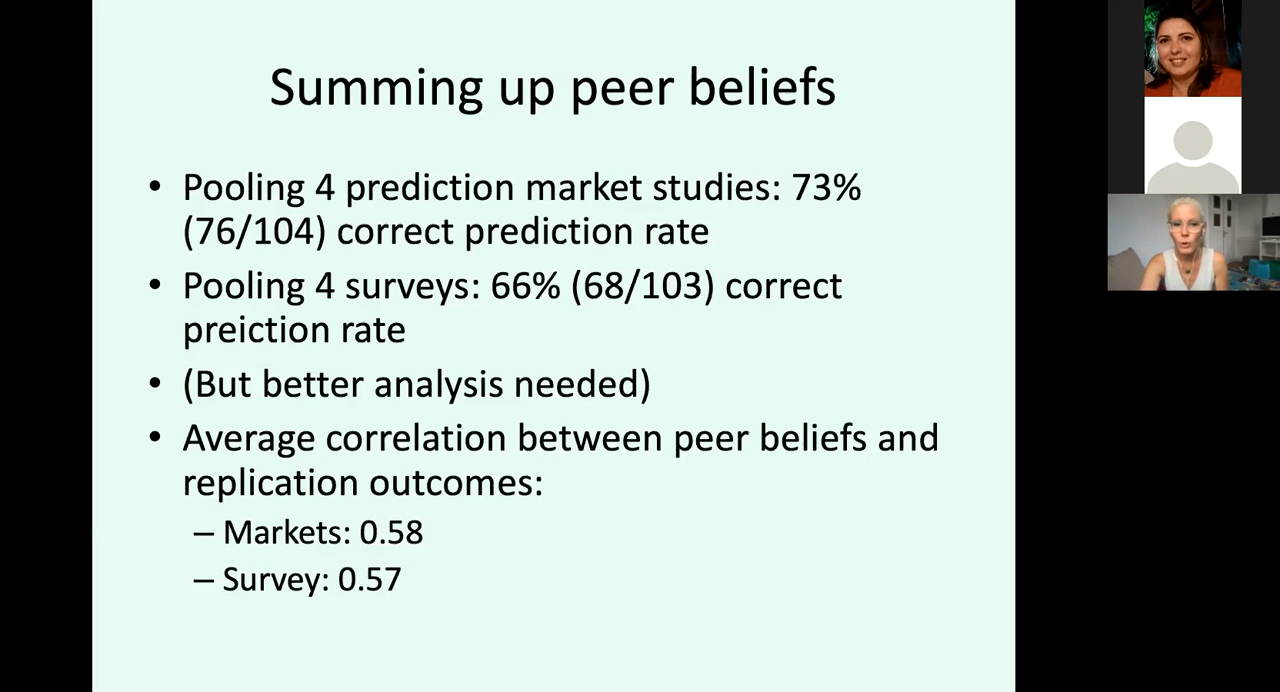 Summing up peer beliefs
• Pooling 4 prediction market studies: 73%
(76/104) correct prediction rate
• Pooling 4 surveys: 66% (68/103) correct
preiction rate
• (But better analysis needed)
• Average correlation between peer beliefs and
replication outcomes:
– Markets: 0.58
– Survey: 0.57